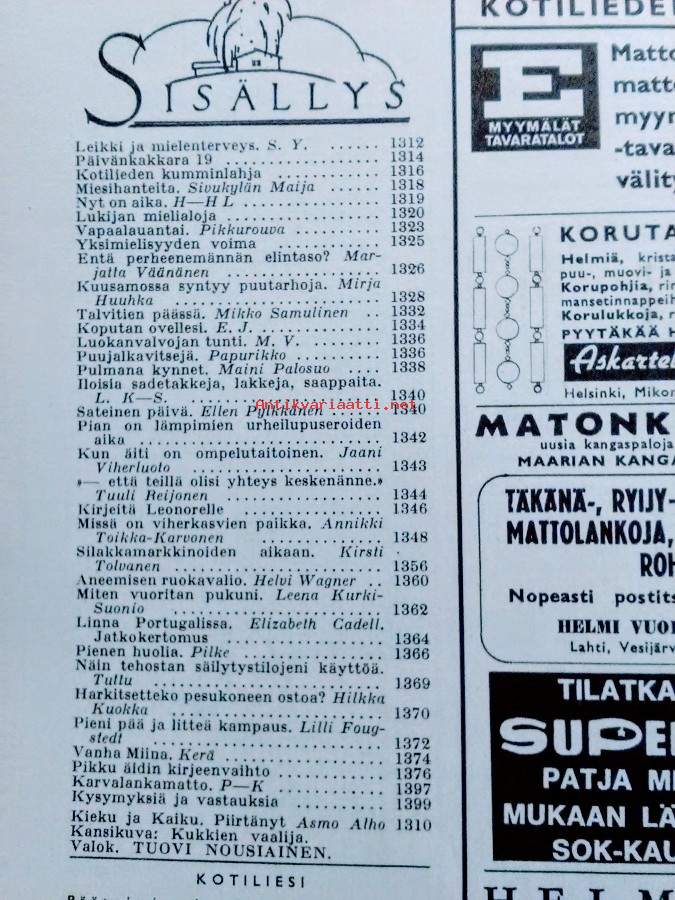 SISÄLLYS
Leikki ja mielenterveys. S. Y. ...... 1312
Päivänkakkara 19 ................ 1314
Kotilieden kumminlahja ........... 1316
Miesihanteita. Sivukylän Maija ...... 1318
Nyt on aika. H—H L ............... 1319
Lukijan mielialoja ................ 1320
Vapaalauantai. Pikkurouva ......... 1323
Yksimielisyyden voima ........... 1325
Entä perheenemännän elintaso? Mar-
jatta Väänänen ................ 1326
Kuusamossa syntyy puutarhoja. Mirja
Huuhka ..................... 1328
Talvitien päässä. Mikko Samulinen .. 1332
Koputan ovellesi. E. J. ............. 1334
Luokanvalvojan tunti. M. V. ........ 1336
Puujalkavitsejä. Papurikko ......... 1336
Pulmana kynnet. Maini Palosuo .... 1338
Iloisia sadetakkeja, lakkeja, saappaita.
L. K—S. ..................... 1340
Sateinen päivä. Ellen Pylkkänen .... 1340
Antikvariaatti.net
Pian on lämpimien urheilupuseroiden
aika ......................... 1342
Kun äiti on ompelutaitoinen. Jaani
Viherluoto ................... 1343
»— että teillä olisi yhteys keskenänne.»
Tuuli Reijonen ............... 1344
Kirjeitä Leonorelle ............... 1346
Missä on viherkasvien paikka. Annikki
Toikka-Karvonen ............. 1348
Silakkamarkkinoiden aikaan. Kirsti
Tolvanen ..................... 1356
Aneemisen ruokavalio. Helvi Wagner .. 1360
Miten vuoritan pukuni. Leena Kurki-
Suonio ....................... 1362
Linna Portugalissa. Elizabeth Cadell.
Jatkokertomus ................ 1364
Pienen huolia. Pilke ............... 1366
Näin tehostan säilytystilojeni käyttöä.
Tuttu ........................ 1369
Harkitsetteko pesukoneen ostoa? Hilkka
Kuokka ...................... 1370
Pieni pää ja litteä kampaus. Lilli Foug-
stedt ........................ 1372
Vanha Miina. Kerä ................ 1374
Pikku äidin kirjeenvaihto ........... 1376
Karvalankamatto. P—K ............ 1397
Kysymyksiä ja vastauksia .......... 1399
Kieku ja Kaiku. Piirtänyt Asmo Alho 1310
Kansikuva: Kukkien vaalija.
Valok. TUOVI NOUSIAINEN.
KOTILIESI
KOTILIEDEN
E
MYYMÄLÄT
TAVARATALOT
Matto
matto
myym
-tava
välity
KORUTA
Helmiä, krista
puu-, muovi- ja
Korupohjia, rin
mansetinnappeih
Korulukkoja, r
PYYTÄKÄÄ H
Askartel
Helsinki, Mikon
MATONK
uusia kangaspaloja
MAARIAN KANGA
TÄKÄNÄ-, RYIJY-
MATTOLANKOJA,
ROH
Nopeasti postits
HELMI VUO
Lahti, Vesijärv
TILATKA
SUPE
PATJA M
MUKAAN LÄ
SOK-KAU
HELM